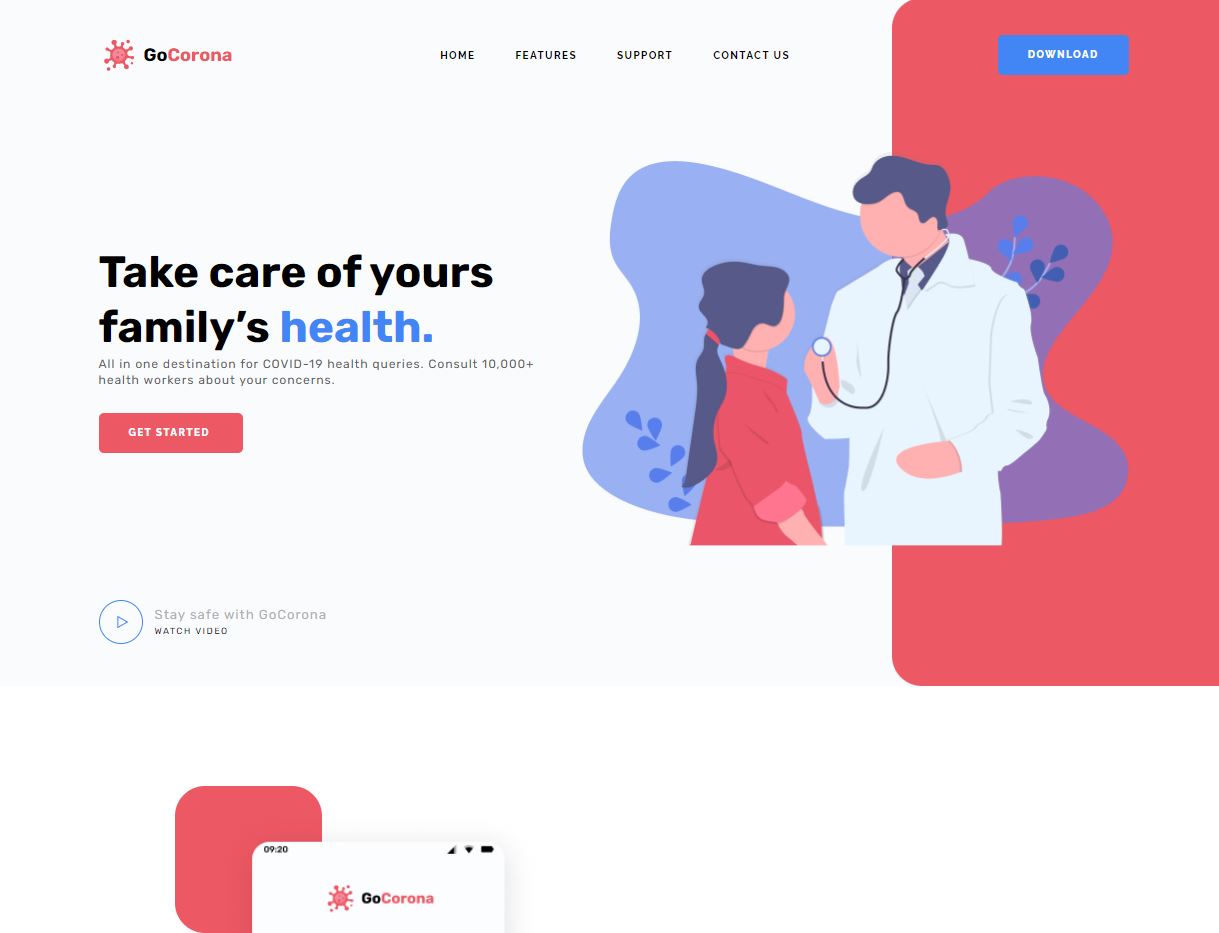 GoCorona
HOME
FEATURES
SUPPORT
CONTACT US
DOWNLOAD
Take care of yours
family’s health.
All in one destination for COVID-19 health queries. Consult 10,000+
health workers about your concerns.
GET STARTED
Stay safe with GoCorona
WATCH VIDEO
09:20
GoCorona